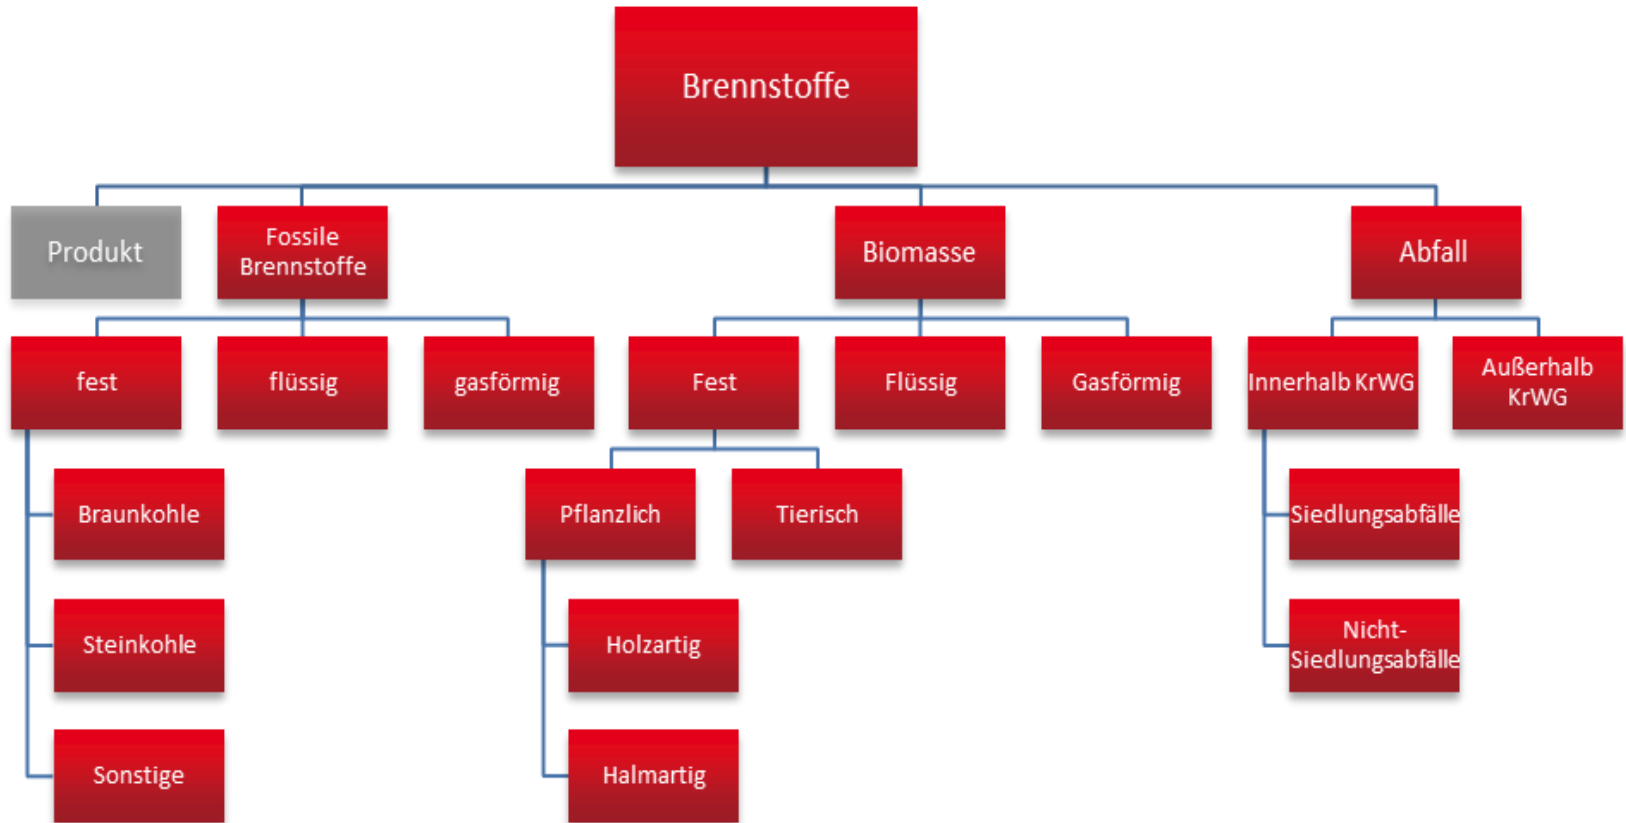 Brennstoffe
Produkt
Fossile
Brennstoffe
Biomasse
Abfall
fest
flüssig
gasförmig
Fest
Flüssig
Gasförmig
Innerhalb KrWG
Außerhalb
KrWG
Braunkohle
Pflanzlich
Tierisch
Siedlungsabfälle
Steinkohle
Holzartig
Nicht-
Siedlungsabfälle
Sonstige
Halmartig